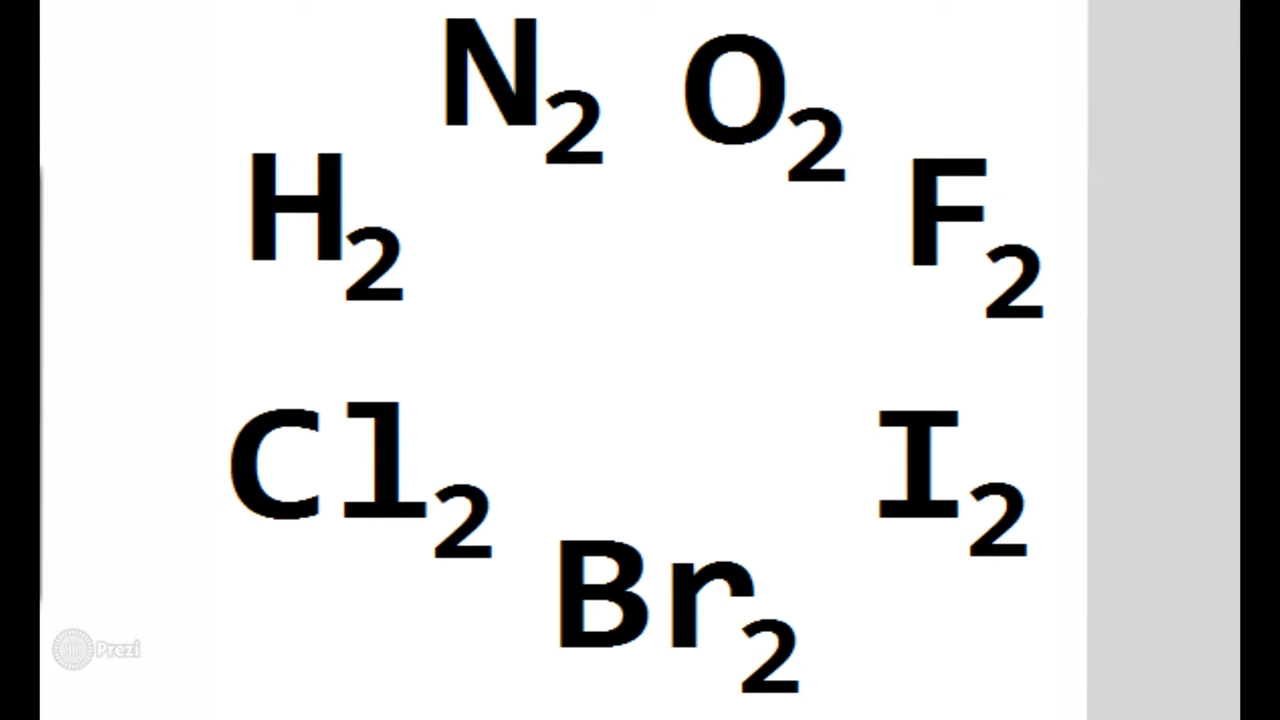 N₂ O₂
H₂ F₂
Cl₂ I₂
Br₂
Prezi